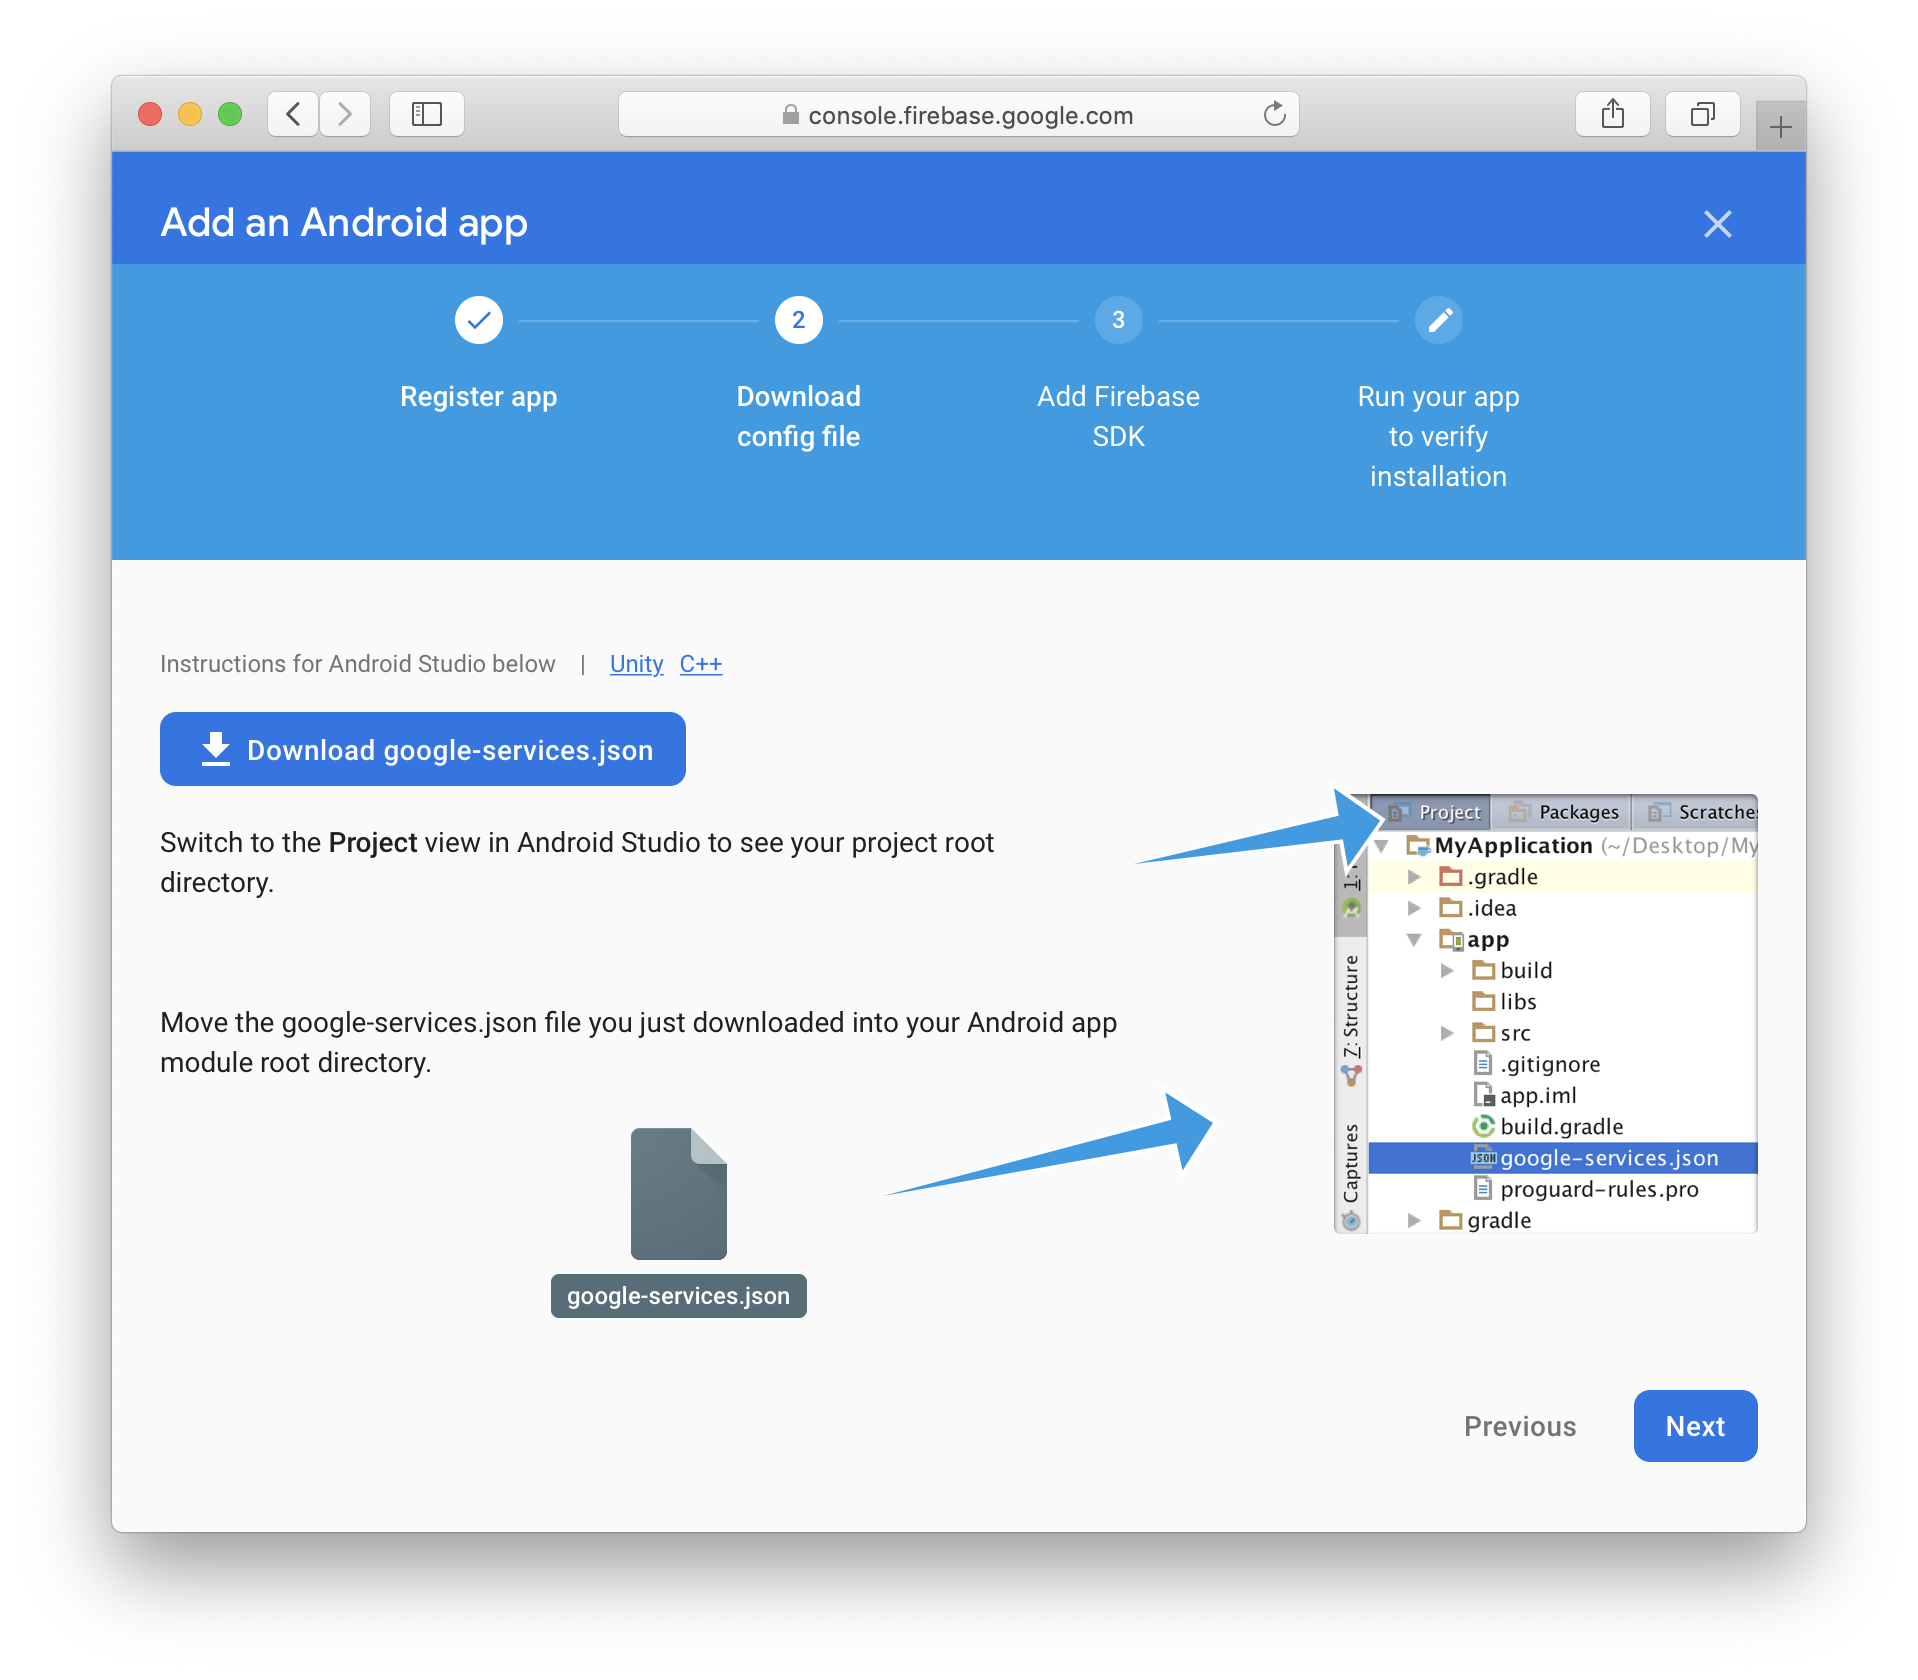 console.firebase.google.com
Add an Android app
2
3
Register app
Download
config file
Add Firebase
SDK
Run your app
to verify
installation
Instructions for Android Studio below | Unity C++
Download google-services.json
Switch to the Project view in Android Studio to see your project root
directory.
Move the google-services.json file you just downloaded into your Android app
module root directory.
google-services.json
Project Packages Scratches
MyApplication (~/Desktop/My
.gradle
.idea
app
build
libs
src
.gitignore
app.iml
build.gradle
JSON google-services.json
proguard-rules.pro
gradle
1:
7: Structure
Captures
Previous
Next